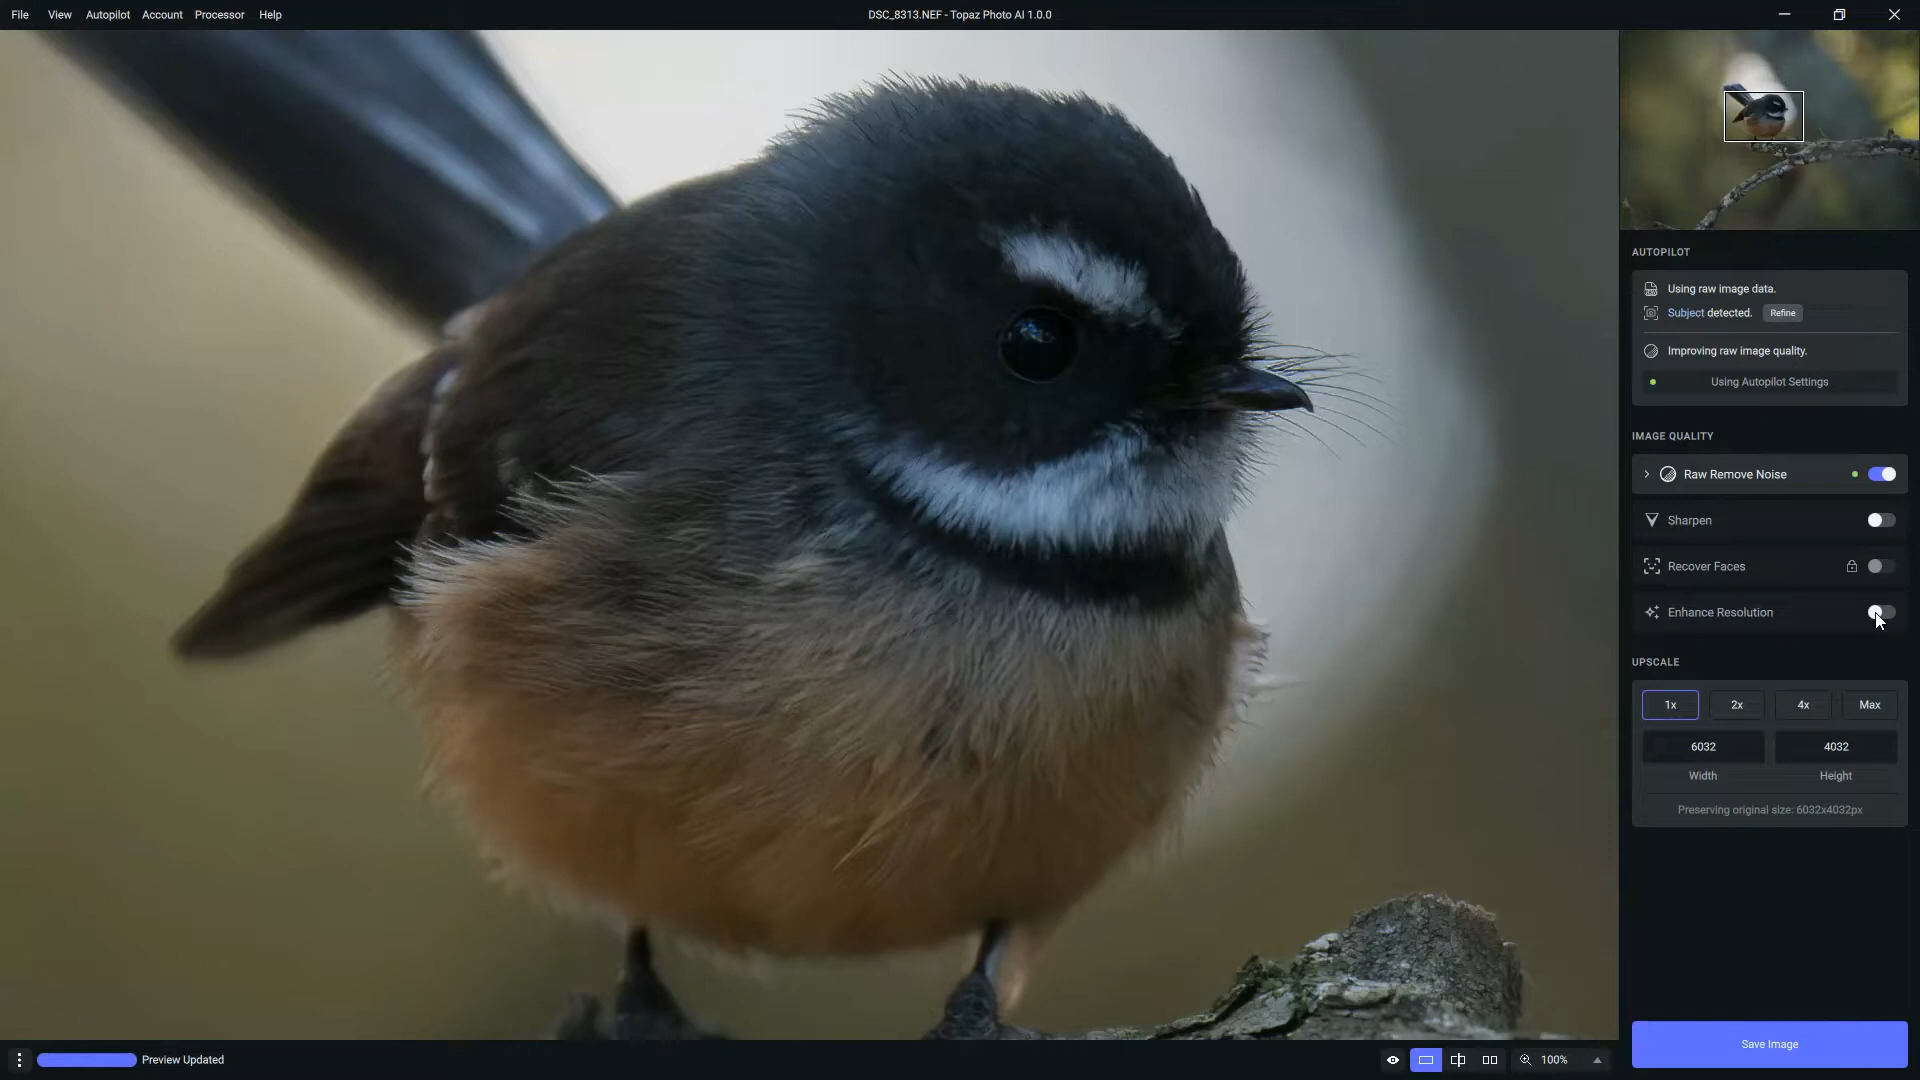 File View Autopilot Account Processor Help
DSC_8313.NEF - Topaz Photo AI 1.0.0
AUTOPILOT
Using raw image data.
Subject detected. Refine
Improving raw image quality.
Using Autopilot Settings
IMAGE QUALITY
Raw Remove Noise
Sharpen
Recover Faces
Enhance Resolution
UPSCALE
1x 2x 4x Max
6032 4032
Width Height
Preserving original size: 6032x4032px
Save Image
Preview Updated
100%